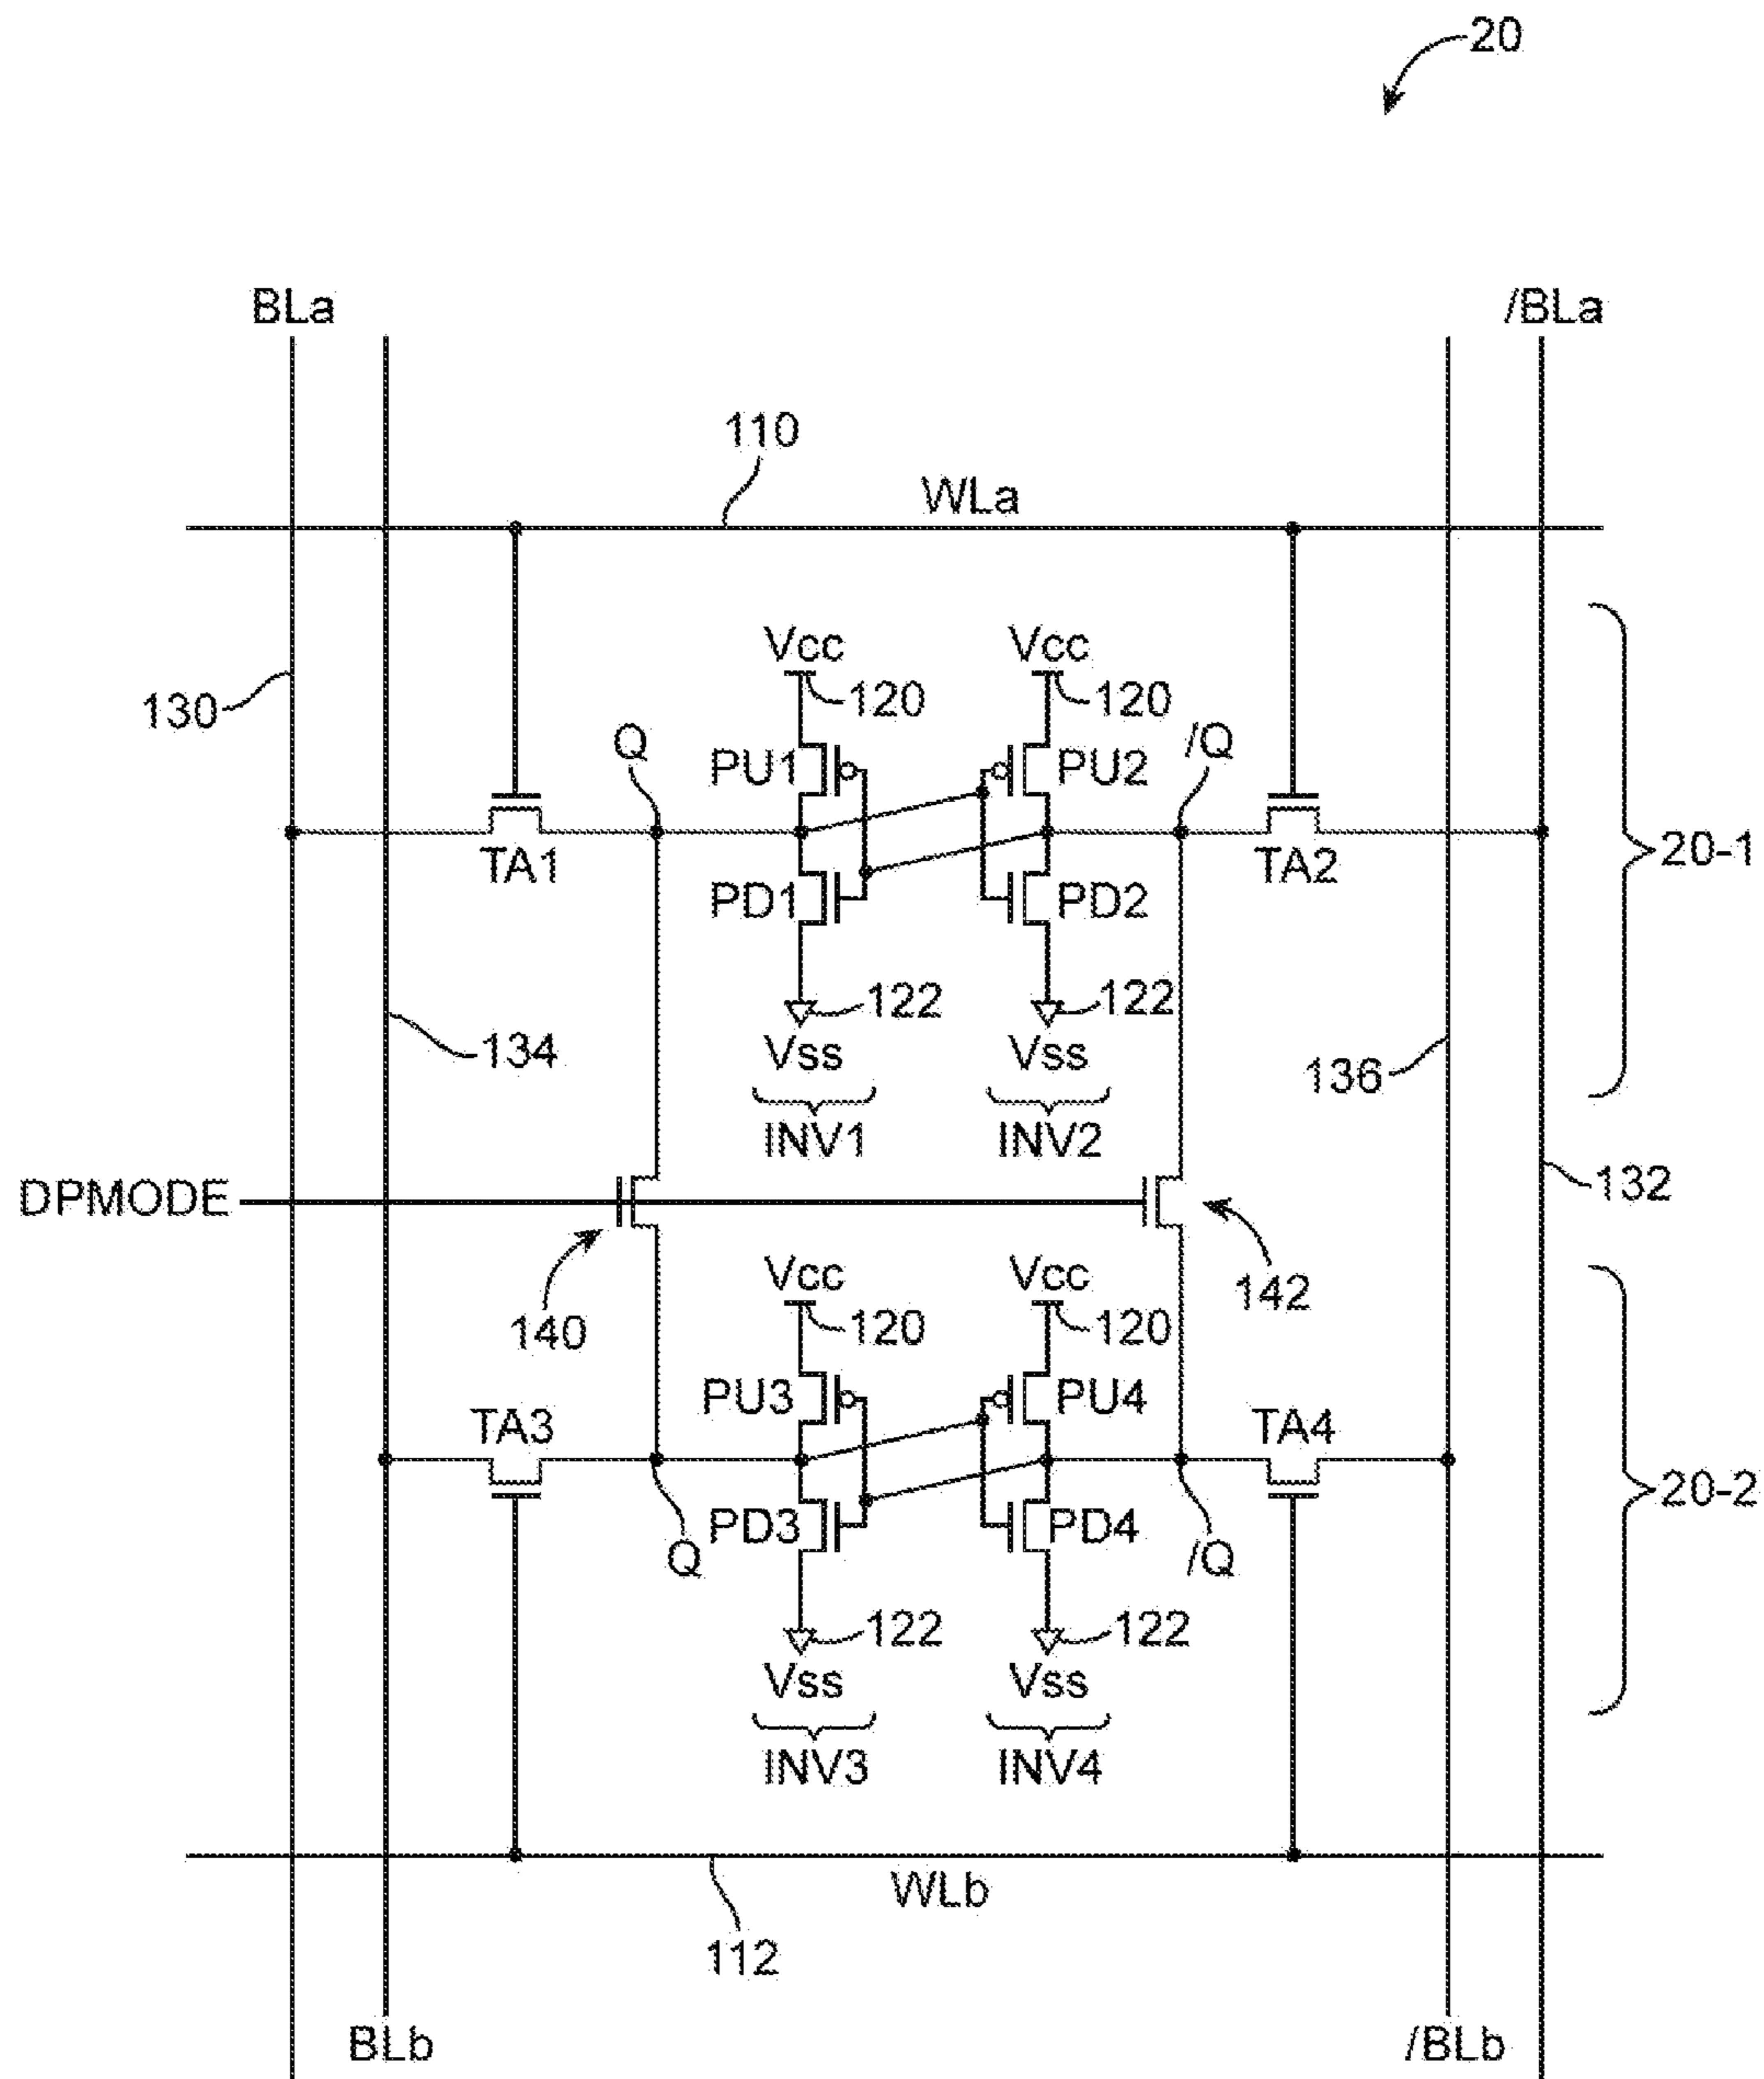 20
BLa
/BLa
110
WLa
Vcc
Vcc
130
120
120
Q
/Q
PU1
PU2
TA1
TA2
20-1
PD1
PD2
122
122
134
Vss
Vss
136
INV1
INV2
DPMODE
132
Vcc
Vcc
142
140
120
120
PU3
PU4
TA3
TA4
20-2
PD3
PD4
Q
/Q
122
122
Vss
Vss
INV3
INV4
WLb
112
BLb
/BLb